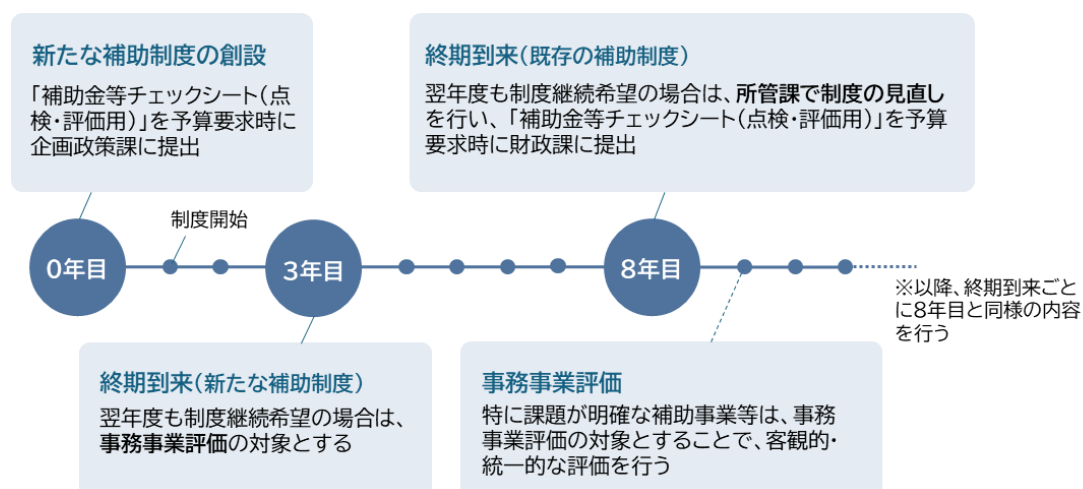 新たな補助制度の創設
「補助金等チェックシート(点
検・評価用)」を予算要求時に
企画政策課に提出
終期到来(既存の補助制度)
翌年度も制度継続希望の場合は、所管課で制度の見直し
を行い、「補助金等チェックシート(点検・評価用)」を予算
要求時に財政課に提出
制度開始
0年目
3年目
8年目
※以降、終期到来ごと
に8年目と同様の内容
を行う
終期到来(新たな補助制度)
翌年度も制度継続希望の場合は、
事務事業評価の対象とする
事務事業評価
特に課題が明確な補助事業等は、事務
事業評価の対象とすることで、客観的・
統一的な評価を行う